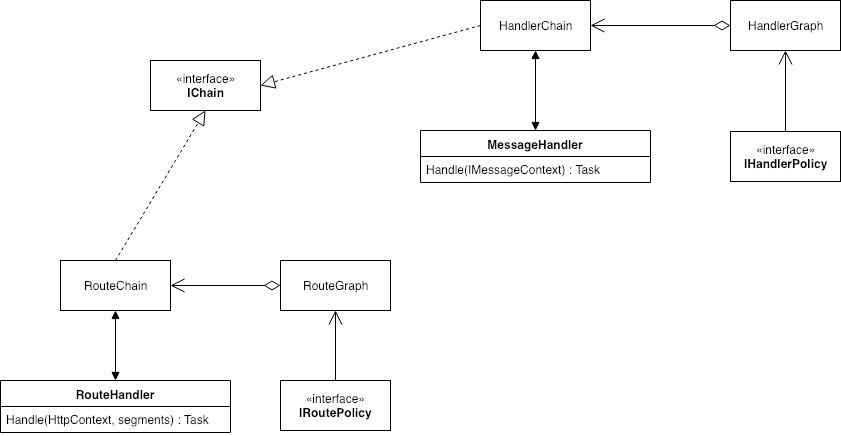 HandlerChain
HandlerGraph
«interface»
IChain
MessageHandler
Handle(IMessageContext) : Task
«interface»
IHandlerPolicy
RouteChain
RouteGraph
RouteHandler
Handle(HttpContext, segments) : Task
«interface»
IRoutePolicy